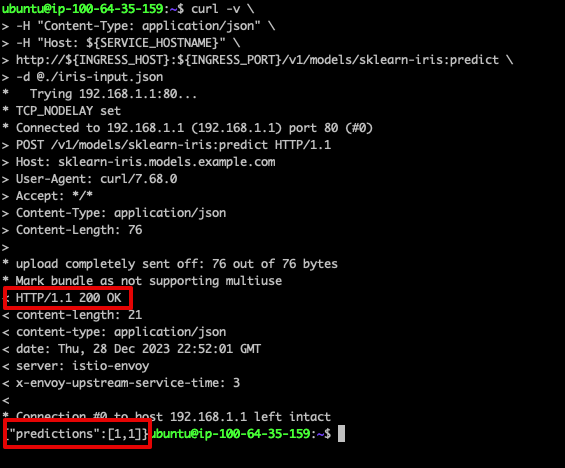 ubuntu@ip-100-64-35-159:~$ curl -v \
> -H "Content-Type: application/json" \
> -H "Host: ${SERVICE_HOSTNAME}" \
> http://${INGRESS_HOST}:${INGRESS_PORT}/v1/models/sklearn-iris:predict \
> -d @./iris-input.json
*   Trying 192.168.1.1:80...
* TCP_NODELAY set
* Connected to 192.168.1.1 (192.168.1.1) port 80 (#0)
> POST /v1/models/sklearn-iris:predict HTTP/1.1
> Host: sklearn-iris.models.example.com
> User-Agent: curl/7.68.0
> Accept: */*
> Content-Type: application/json
> Content-Length: 76
>
* upload completely sent off: 76 out of 76 bytes
* Mark bundle as not supporting multiuse
< HTTP/1.1 200 OK
< content-length: 21
< content-type: application/json
< date: Thu, 28 Dec 2023 22:52:01 GMT
< server: istio-envoy
< x-envoy-upstream-service-time: 3
<
* Connection #0 to host 192.168.1.1 left intact
{"predictions":[1,1]}ubuntu@ip-100-64-35-159:~$